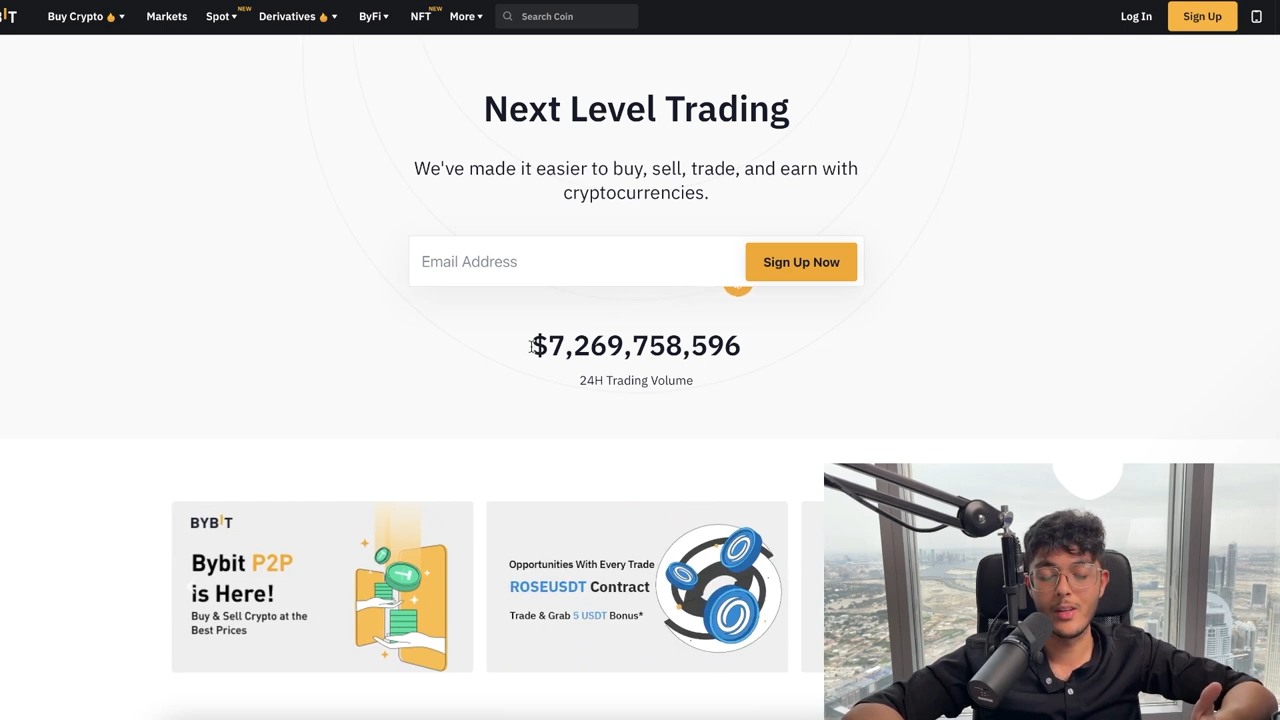 BIT
Buy Crypto
Markets
Spot
NEW
Derivatives
ByFi
NFT
NEW
More
Search Coin
Log In
Sign Up
Next Level Trading
We've made it easier to buy, sell, trade, and earn with
cryptocurrencies.
Email Address
Sign Up Now
$7,269,758,596
24H Trading Volume
BYBIT
Bybit P2P
is Here!
Buy & Sell Crypto at the
Best Prices
Opportunities With Every Trade
ROSEUSDT Contract
Trade & Grab 5 USDT Bonus*